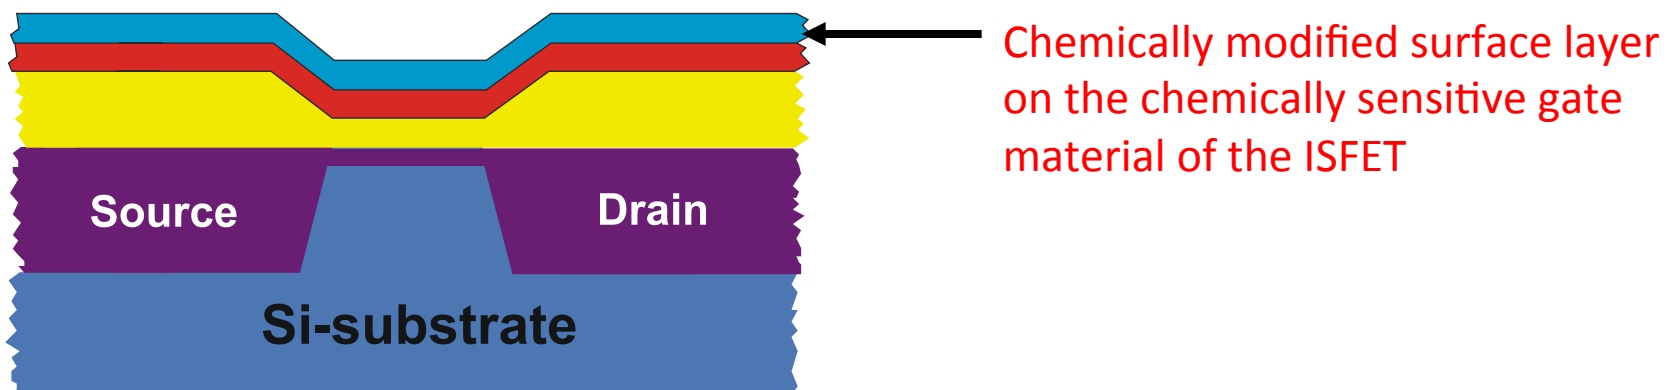 Chemically modified surface layer
on the chemically sensitive gate
material of the ISFET
Source
Drain
Si-substrate